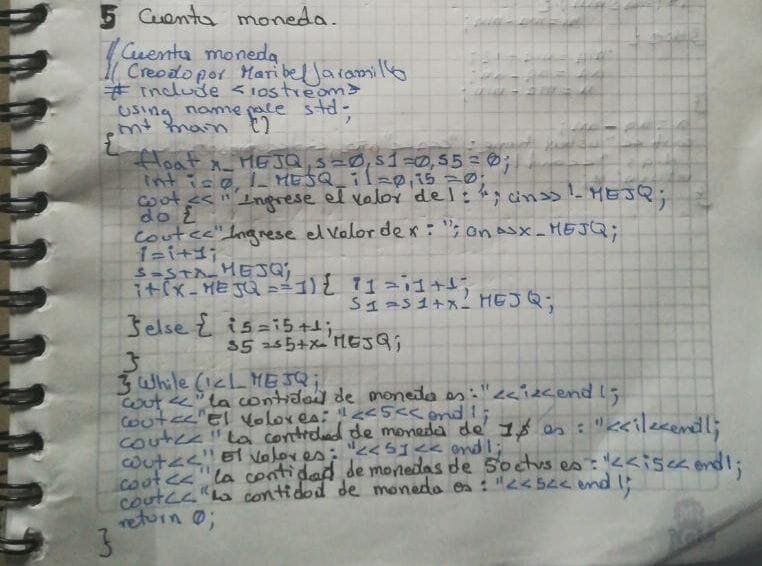 5 Cuenta moneda.
// Cuenta moneda
// Creado por Maribel Jaramillo
# include <iostream>
using namepace std;
int main ()
{
float x_MEJQ, s=0, s1=0, s5=0;
int i=0, l_MEJQ, i1=0, i5=0;
cout << "Ingrese el valor de l: "; cin>> l_MEJQ;
do {
cout<<"Ingrese el valor de x: "; cin>>x_MEJQ;
i=i+1;
s=s+x_MEJQ;
if(x_MEJQ==1){ i1=i1+1;
s1=s1+x_MEJQ;
}else{ i5=i5+1;
s5=s5+x_MEJQ;
}
} while (i<l_MEJQ;
cout<<"la cantidad de moneda es:"<<i<<endl;
cout<<"El valor es: "<<s<<endl;
cout<<"La cantidad de moneda de 1$ es: "<<i1<<endl;
cout<<"El valor es: "<<s1<<endl;
cout<<"la cantidad de monedas de 50ctvs es: "<<i5<<endl;
cout<<"La cantidad de moneda es: "<<s<<endl;
return 0;
}